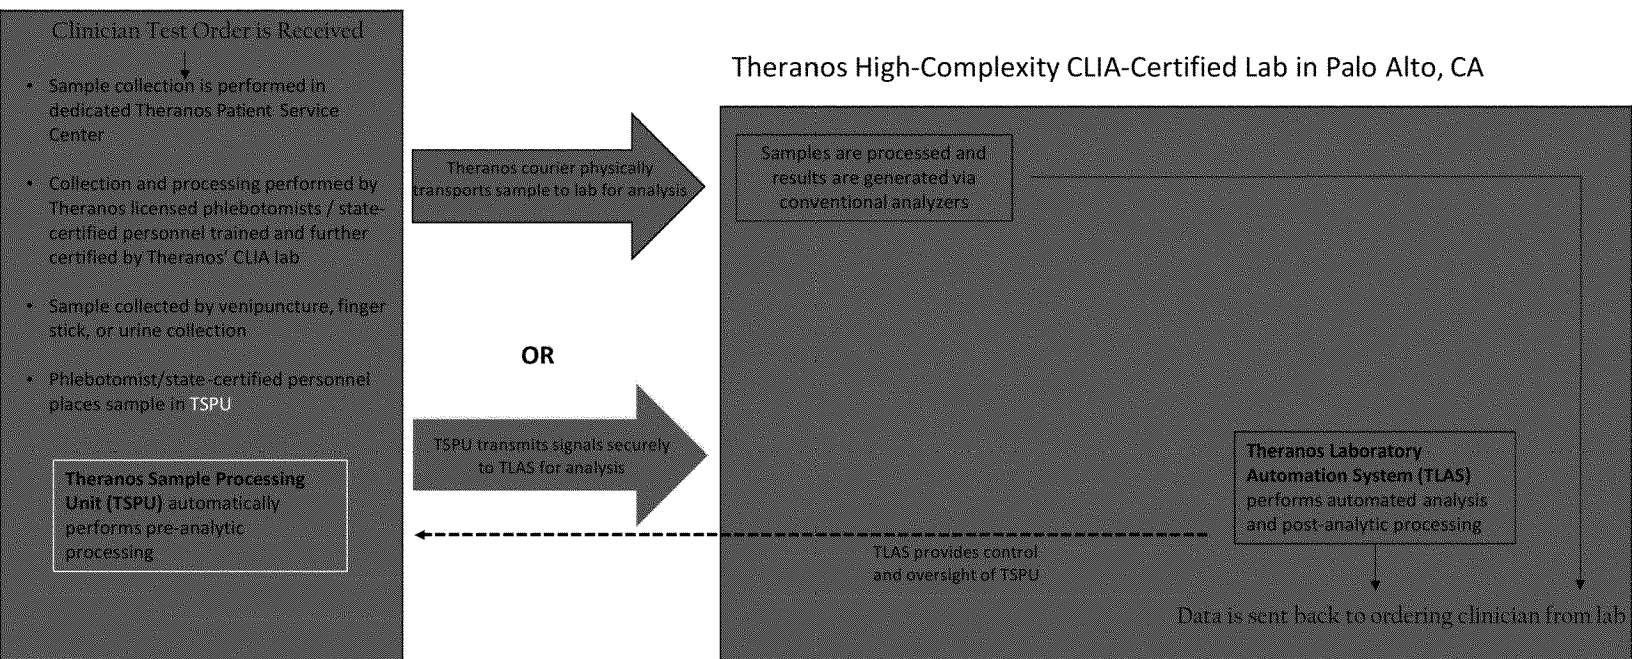 Clinician Test Order is Received
• Sample collection is performed in
dedicated Theranos Patient Service
Center
• Collection and processing performed by
Theranos licensed phlebotomists / state-
certified personnel trained and further
certified by Theranos' CLIA lab
• Sample collected by venipuncture, finger
stick, or urine collection
• Phlebotomist/state-certified personnel
places sample in TSPU
Theranos Sample Processing
Unit (TSPU) automatically
performs pre-analytic
processing
Theranos courier physically
transports sample to lab for analysis
OR
TSPU transmits signals securely
to TLAS for analysis
TLAS provides control
and oversight of TSPU
Theranos High-Complexity CLIA-Certified Lab in Palo Alto, CA
Samples are processed and
results are generated via
conventional analyzers
Theranos Laboratory
Automation System (TLAS)
performs automated analysis
and post-analytic processing
Data is sent back to ordering clinician from lab